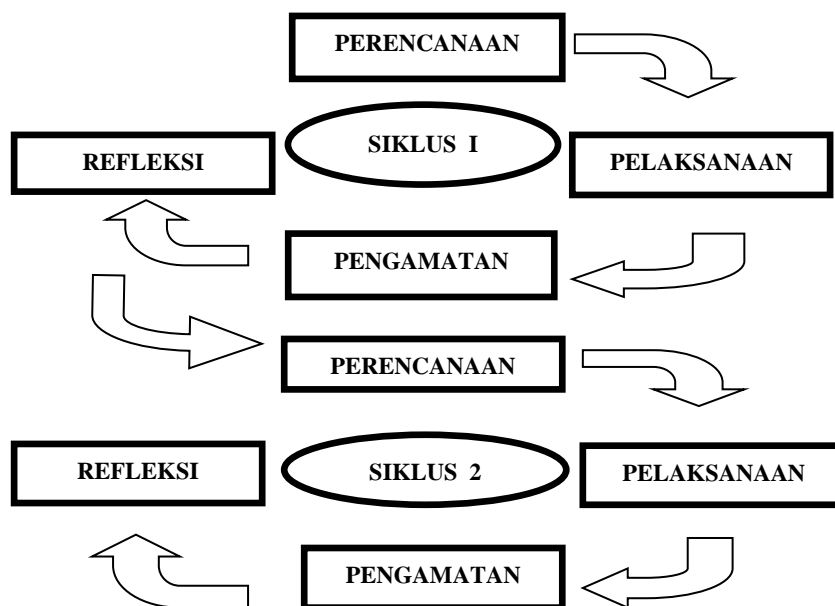 PERENCANAAN
SIKLUS I
REFLEKSI
PELAKSANAAN
PENGAMATAN
PERENCANAAN
REFLEKSI
SIKLUS 2
PELAKSANAAN
PENGAMATAN